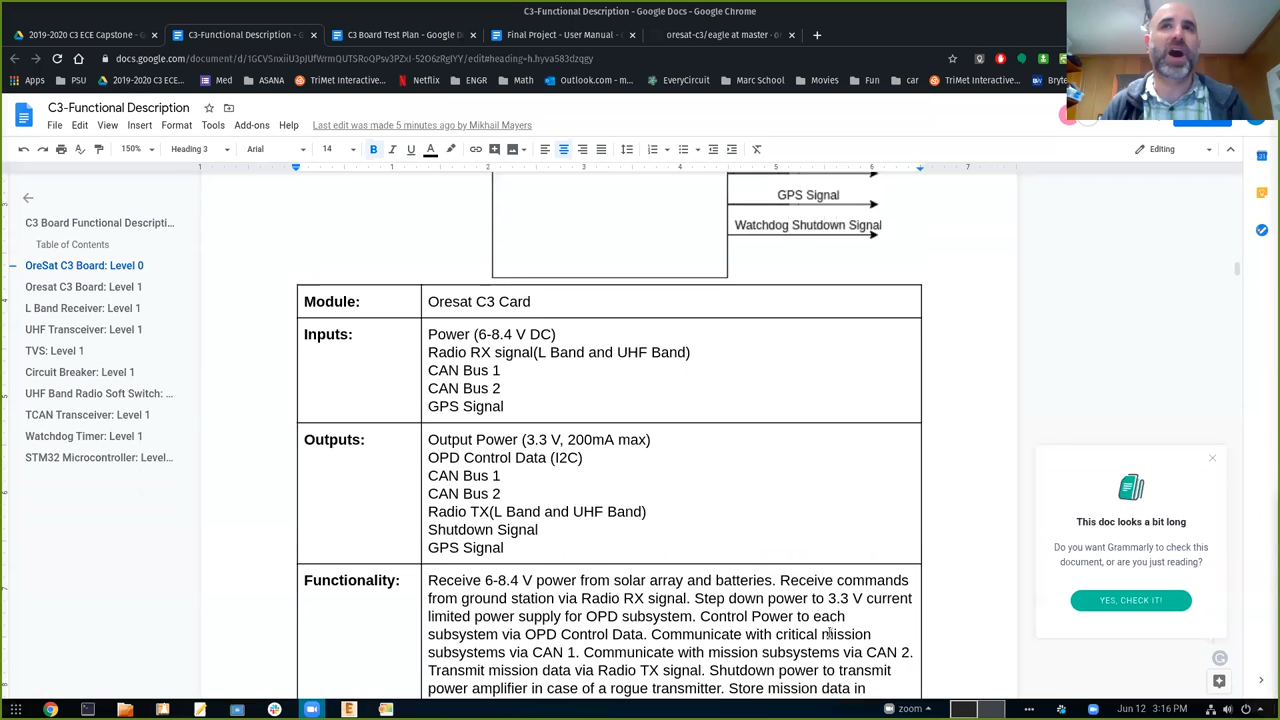 C3-Functional Description - Google Docs - Google Chrome
2019-2020 C3 ECE Capstone -
C3-Functional Description - G
C3 Board Test Plan - Google D
Final Project - User Manual -
oresat-c3/eagle at master · o
Apps
PSU
2019-2020 C3 ECE...
Med
ASANA
TriMet Interactive...
Netflix
ENGR
Math
Outlook.com - m...
EveryCircuit
Marc School
Movies
Fun
car
TriMet Interactive...
Bryte
C3-Functional Description
File Edit View Insert Format Tools Add-ons Help Last edit was made 5 minutes ago by Mikhail Mayers
150% Heading 3 Arial 14 B I U A Editing
1 1 2 3 4 5 6 7
C3 Board Functional Descripti...
Table of Contents
OreSat C3 Board: Level 0
Oresat C3 Board: Level 1
L Band Receiver: Level 1
UHF Transceiver: Level 1
TVS: Level 1
Circuit Breaker: Level 1
UHF Band Radio Soft Switch: ...
TCAN Transceiver: Level 1
Watchdog Timer: Level 1
STM32 Microcontroller: Level...
GPS Signal
Watchdog Shutdown Signal
Module: Oresat C3 Card
Inputs: Power (6-8.4 V DC)
Radio RX signal(L Band and UHF Band)
CAN Bus 1
CAN Bus 2
GPS Signal
Outputs: Output Power (3.3 V, 200mA max)
OPD Control Data (I2C)
CAN Bus 1
CAN Bus 2
Radio TX(L Band and UHF Band)
Shutdown Signal
GPS Signal
Functionality: Receive 6-8.4 V power from solar array and batteries. Receive commands
from ground station via Radio RX signal. Step down power to 3.3 V current
limited power supply for OPD subsystem. Control Power to each
subsystem via OPD Control Data. Communicate with critical mission
subsystems via CAN 1. Communicate with mission subsystems via CAN 2.
Transmit mission data via Radio TX signal. Shutdown power to transmit
power amplifier in case of a rogue transmitter. Store mission data in
This doc looks a bit long
Do you want Grammarly to check this
document, or are you just reading?
YES, CHECK IT!
zoom
Jun 12 3:16 PM